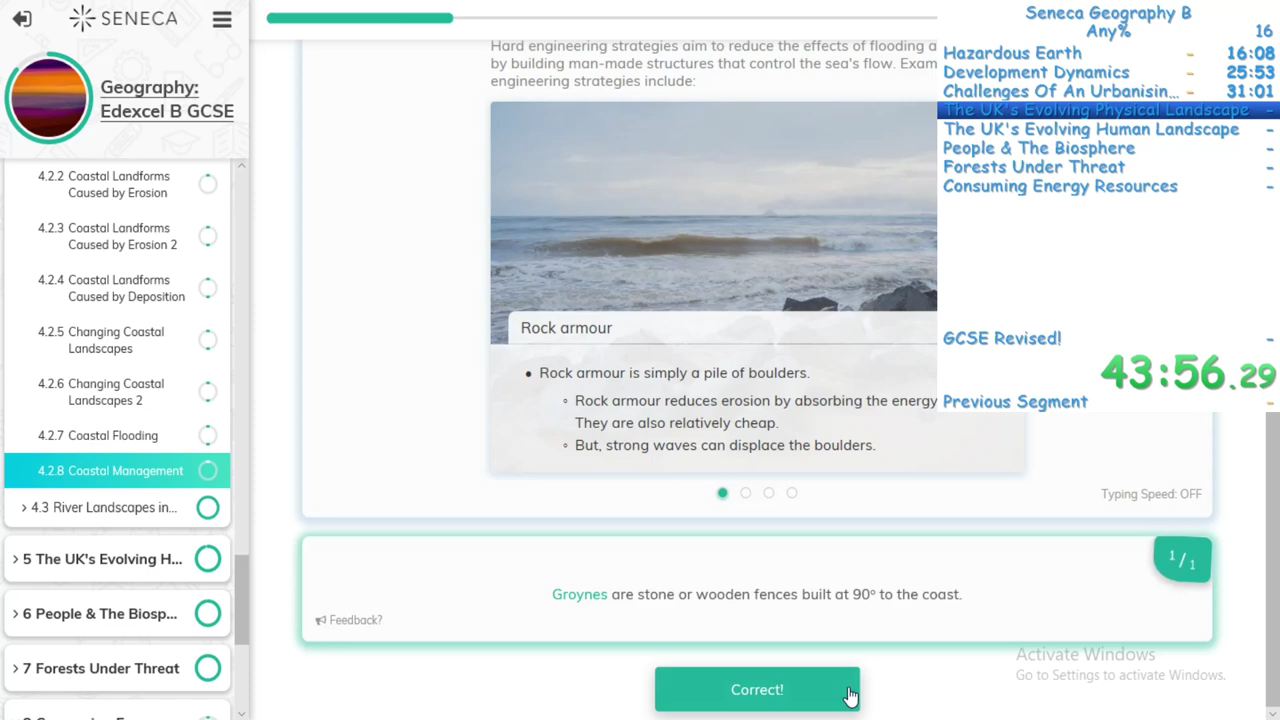 SENECA
Geography:
Edexcel B GCSE
4.2.2 Coastal Landforms
Caused by Erosion
4.2.3 Coastal Landforms
Caused by Erosion 2
4.2.4 Coastal Landforms
Caused by Deposition
4.2.5 Changing Coastal
Landscapes
4.2.6 Changing Coastal
Landscapes 2
4.2.7 Coastal Flooding
4.2.8 Coastal Management
4.3 River Landscapes in...
5 The UK's Evolving H...
6 People & The Biosp...
7 Forests Under Threat
Hard engineering strategies aim to reduce the effects of flooding a
by building man-made structures that control the sea's flow. Exam
engineering strategies include:
Rock armour
• Rock armour is simply a pile of boulders.
◦ Rock armour reduces erosion by absorbing the energy
They are also relatively cheap.
◦ But, strong waves can displace the boulders.
Typing Speed: OFF
1/1
Groynes are stone or wooden fences built at 90º to the coast.
Feedback?
Correct!
Activate Windows
Go to Settings to activate Windows.
Seneca Geography B
Any% 16
Hazardous Earth - 16:08
Development Dynamics - 25:53
Challenges Of An Urbanisin... - 31:01
The UK's Evolving Physical Landscape -
The UK's Evolving Human Landscape -
People & The Biosphere -
Forests Under Threat -
Consuming Energy Resources -
GCSE Revised! -
43:56.29
Previous Segment -